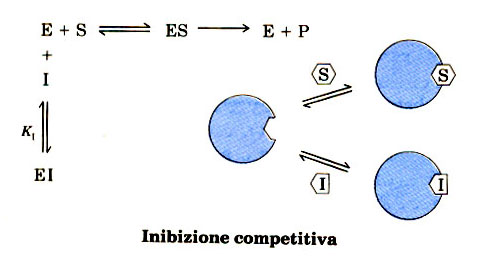 E + S ⇌ ES ⟶ E + P
+
I
K_I
EI
S
S
I
I
Inibizione competitiva